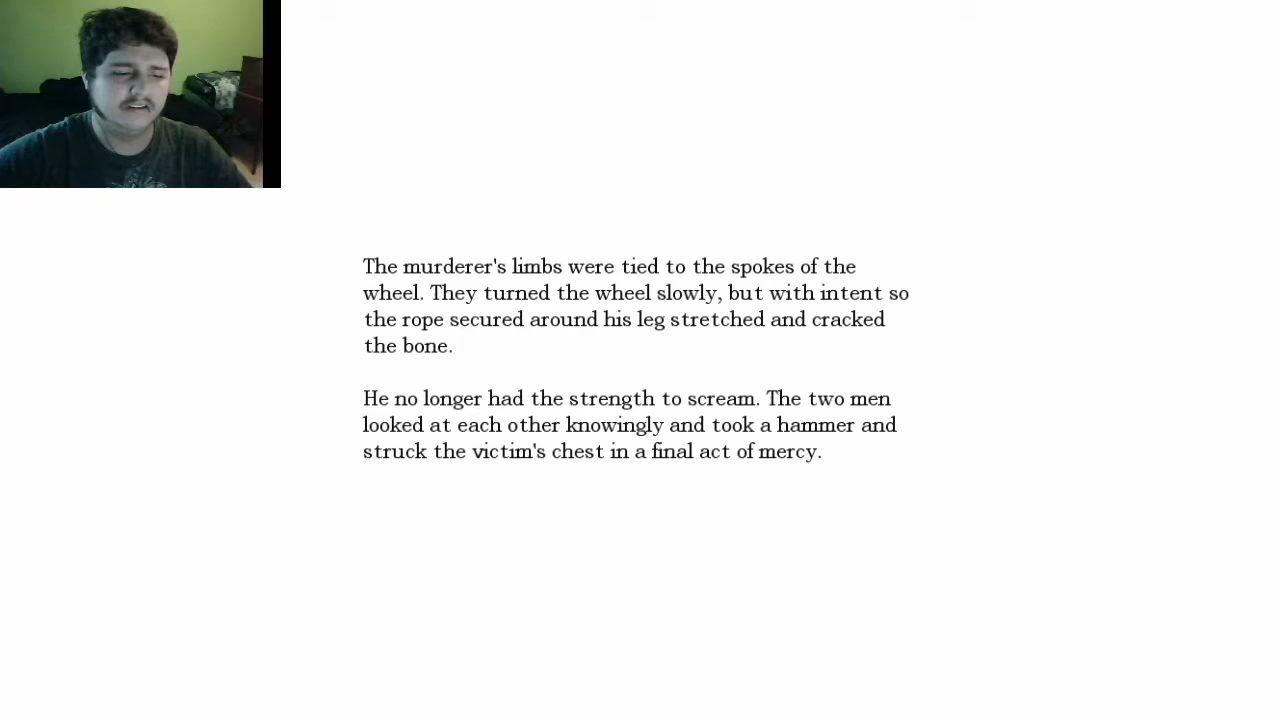 The murderer's limbs were tied to the spokes of the
wheel. They turned the wheel slowly, but with intent so
the rope secured around his leg stretched and cracked
the bone.
He no longer had the strength to scream. The two men
looked at each other knowingly and took a hammer and
struck the victim's chest in a final act of mercy.